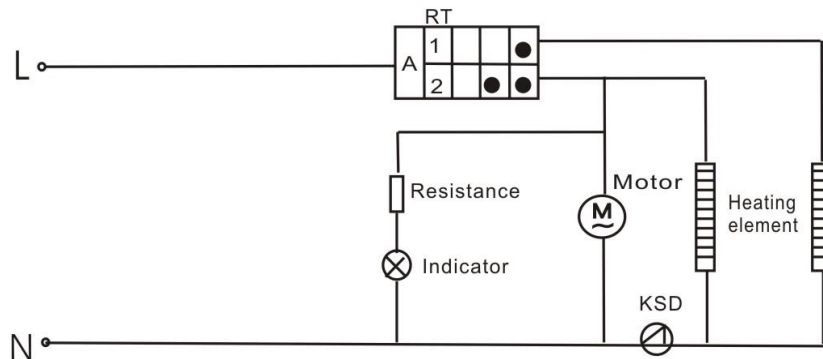 RT
1
A
2
L
Resistance
Motor
M
Heating
element
Indicator
KSD
N